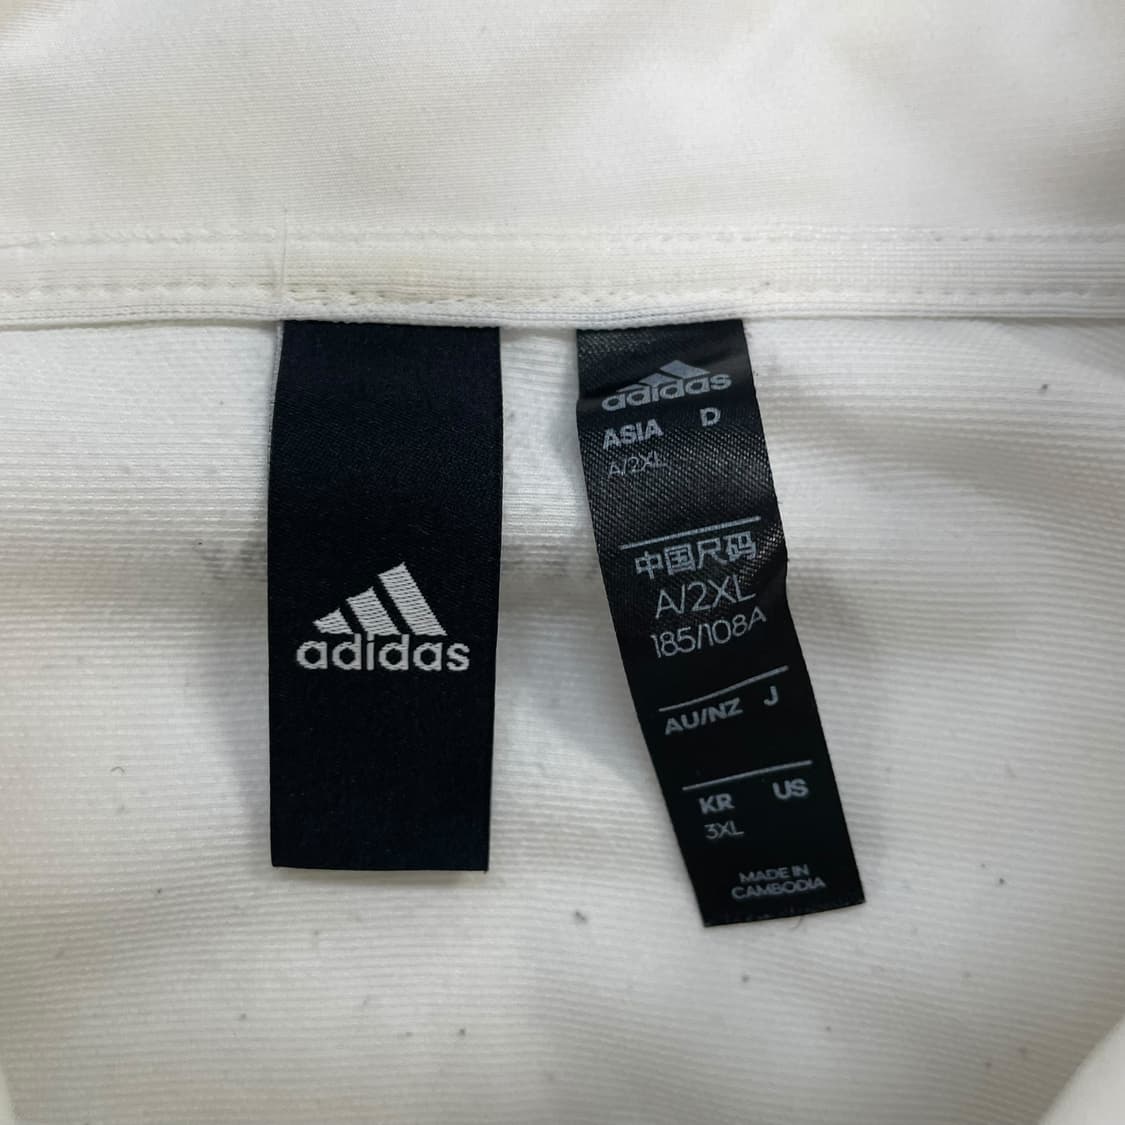 adidas
adidas
ASIA D
A/2XL
中国尺码
A/2XL
185/108A
AU/NZ J
KR US
3XL
MADE IN
CAMBODIA